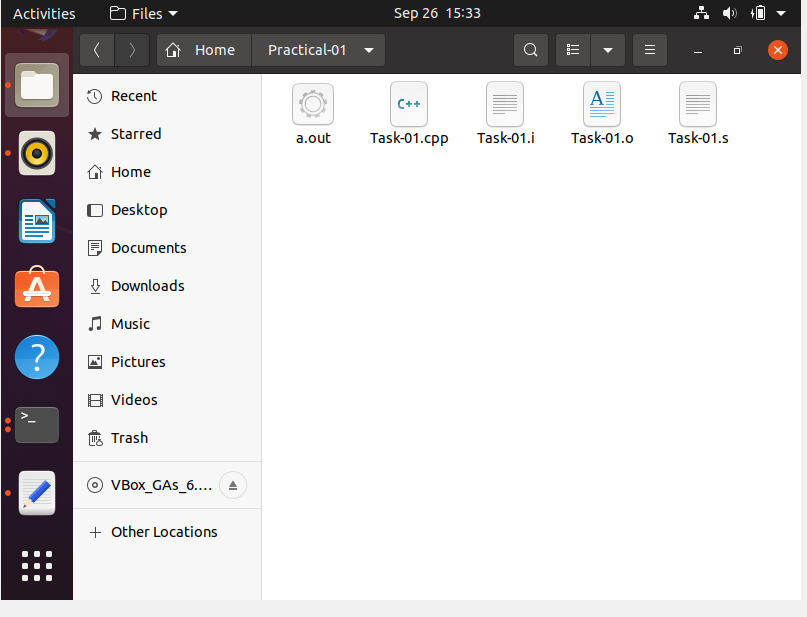 Activities Files Sep 26 15:33
Home Practical-01
Recent
Starred
Home
Desktop
Documents
Downloads
Music
Pictures
Videos
Trash
VBox_GAs_6....
Other Locations
a.out Task-01.cpp Task-01.i Task-01.o Task-01.s
C++
A
>_
?